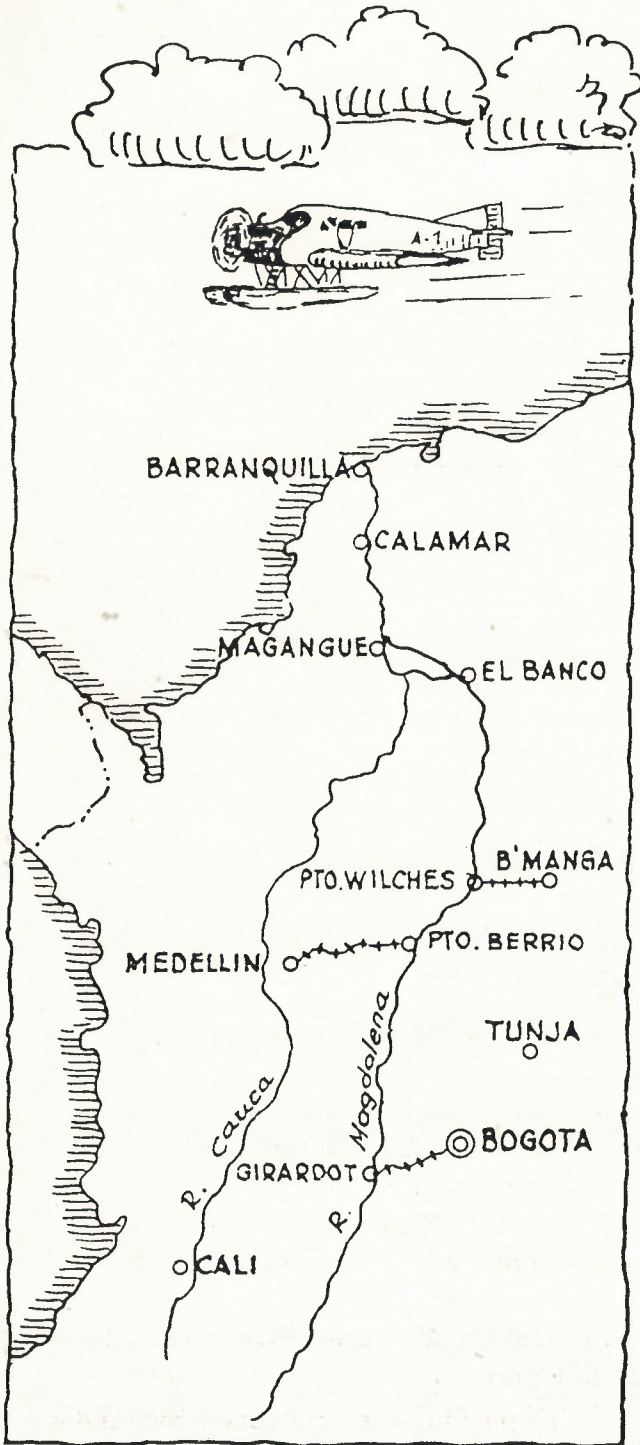 A-1
BARRANQUILLA
CALAMAR
MAGANGUE
EL BANCO
B'MANGA
PTO. WILCHES
PTO. BERRIO
MEDELLIN
TUNJA
R. Cauca
R. Magdalena
BOGOTA
GIRARDOT
CALI